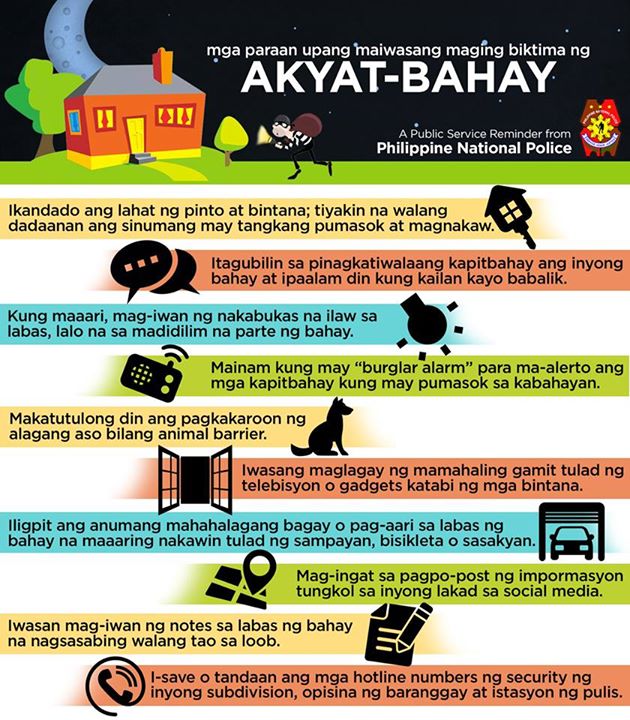 mga paraan upang maiwasang maging biktima ng
AKYAT-BAHAY
A Public Service Reminder from
Philippine National Police
Ikandado ang lahat ng pinto at bintana; tiyakin na walang
dadaanan ang sinumang may tangkang pumasok at magnakaw.
Itagubilin sa pinagkatiwalaang kapitbahay ang inyong
bahay at ipaalam din kung kailan kayo babalik.
Kung maaari, mag-iwan ng nakabukas na ilaw sa
labas, lalo na sa madidilim na parte ng bahay.
Mainam kung may “burglar alarm” para ma-alerto ang
mga kapitbahay kung may pumasok sa kabahayan.
Makatutulong din ang pagkakaroon ng
alagang aso bilang animal barrier.
Iwasang maglagay ng mamahaling gamit tulad ng
telebisyon o gadgets katabi ng mga bintana.
Iligpit ang anumang mahahalagang bagay o pag-aari sa labas ng
bahay na maaaring nakawin tulad ng sampayan, bisikleta o sasakyan.
Mag-ingat sa pagpo-post ng impormasyon
tungkol sa inyong lakad sa social media.
Iwasan mag-iwan ng notes sa labas ng bahay
na nagsasabing walang tao sa loob.
I-save o tandaan ang mga hotline numbers ng security ng
inyong subdivision, opisina ng baranggay at istasyon ng pulis.